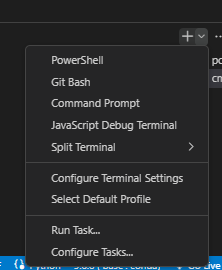 PowerShell
Git Bash
Command Prompt
JavaScript Debug Terminal
Split Terminal
Configure Terminal Settings
Select Default Profile
Run Task...
Configure Tasks...